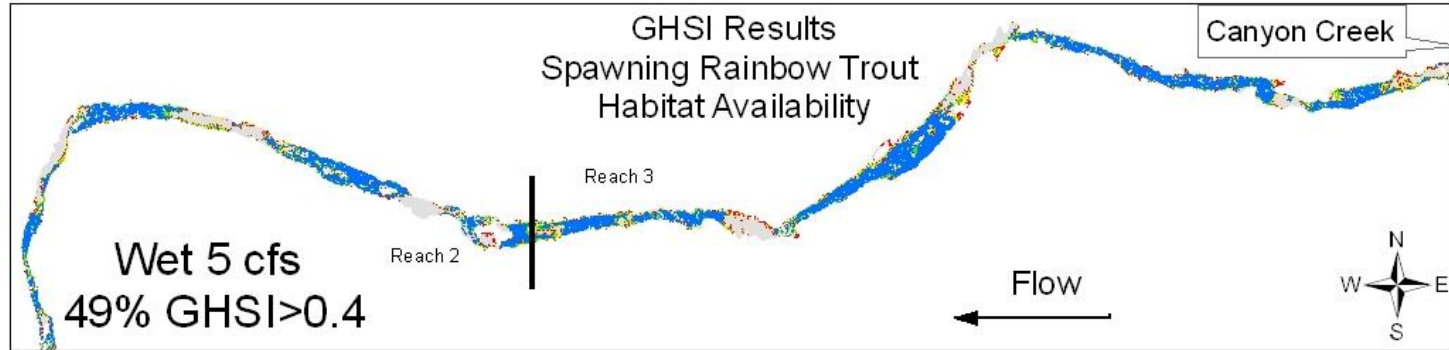 GHSI Results
Spawning Rainbow Trout
Habitat Availability
Canyon Creek
Reach 3
Reach 2
Wet 5 cfs
49% GHSI>0.4
Flow
N
W
E
S